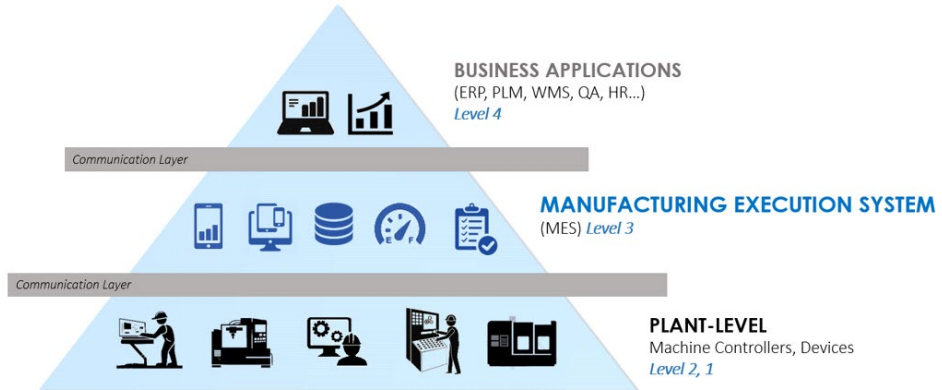 BUSINESS APPLICATIONS
(ERP, PLM, WMS, QA, HR...)
Level 4
Communication Layer
MANUFACTURING EXECUTION SYSTEM
(MES) Level 3
E F
Communication Layer
PLANT-LEVEL
Machine Controllers, Devices
Level 2, 1